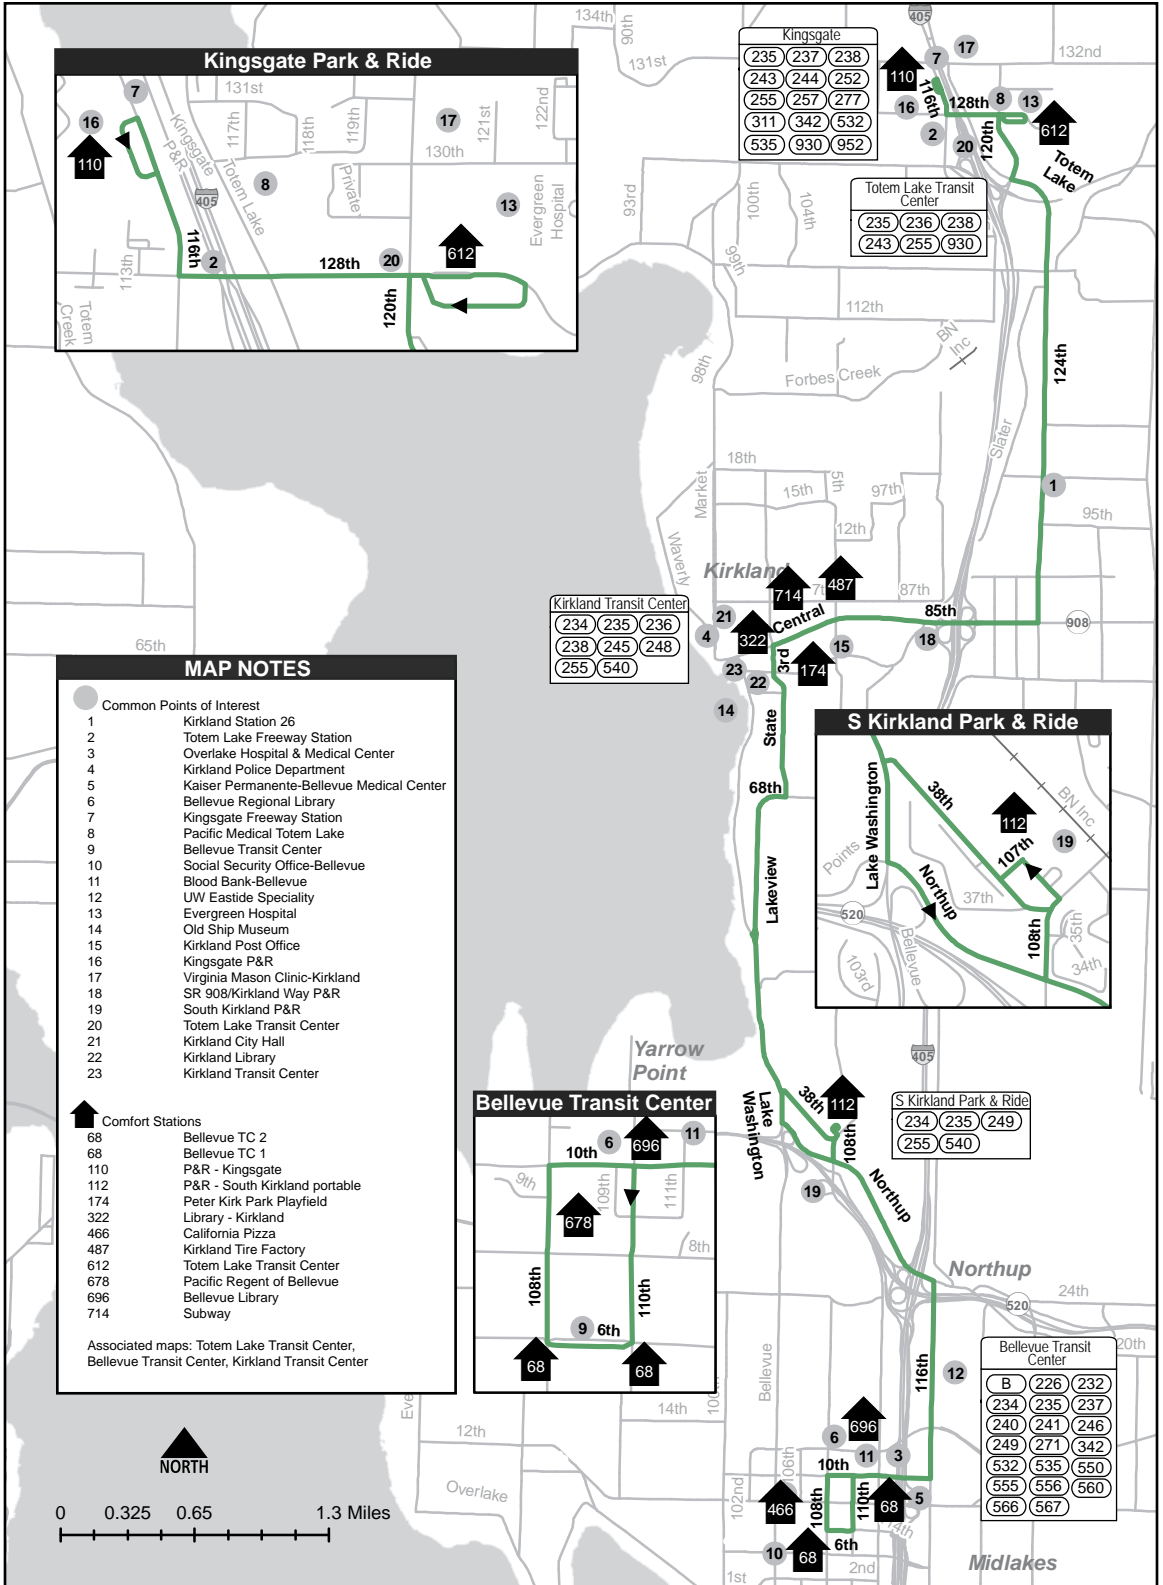 405
134th
90th
131st
132nd
Kingsgate
235 237 238
243 244 252
255 257 277
311 342 532
535 930 952
7
17
110
116th
16
128th
8
13
2
120th
20
612
Totem
Lake
Totem Lake Transit
Center
235 236 238
243 255 930
93rd
100th
104th
99th
112th
BN
Inc
98th
Forbes Creek
124th
Slater
18th
Market
15th
5th
97th
12th
1
95th
Waverly
Kirkland
714
487
7th
87th
Kirkland Transit Center
234 235 236
238 245 248
255 540
21
4
322
Central
85th
18
908
3rd
174
15
23
22
14
State
68th
Lakeview
65th
Kingsgate Park & Ride
7
131st
16
110
Kingsgate
P&R
117th
118th
119th
17
121st
122nd
130th
Totem Lake
8
Private
405
13
Evergreen
Hospital
612
116th
2
113th
128th
20
120th
Totem
Creek
Totem
MAP NOTES
Common Points of Interest
1 Kirkland Station 26
2 Totem Lake Freeway Station
3 Overlake Hospital & Medical Center
4 Kirkland Police Department
5 Kaiser Permanente-Bellevue Medical Center
6 Bellevue Regional Library
7 Kingsgate Freeway Station
8 Pacific Medical Totem Lake
9 Bellevue Transit Center
10 Social Security Office-Bellevue
11 Blood Bank-Bellevue
12 UW Eastide Speciality
13 Evergreen Hospital
14 Old Ship Museum
15 Kirkland Post Office
16 Kingsgate P&R
17 Virginia Mason Clinic-Kirkland
18 SR 908/Kirkland Way P&R
19 South Kirkland P&R
20 Totem Lake Transit Center
21 Kirkland City Hall
22 Kirkland Library
23 Kirkland Transit Center
Comfort Stations
68 Bellevue TC 2
68 Bellevue TC 1
110 P&R - Kingsgate
112 P&R - South Kirkland portable
174 Peter Kirk Park Playfield
322 Library - Kirkland
466 California Pizza
487 Kirkland Tire Factory
612 Totem Lake Transit Center
678 Pacific Regent of Bellevue
696 Bellevue Library
714 Subway
Associated maps: Totem Lake Transit Center,
Bellevue Transit Center, Kirkland Transit Center
S Kirkland Park & Ride
Lake Washington
38th
BN Inc
112
19
107th
Points
Northup
37th
520
Bellevue
108th
35th
34th
103rd
Yarrow
Point
405
Lake
Washington
38th
112
108th
S Kirkland Park & Ride
234 235 249
255 540
19
Northup
Northup
24th
520
20th
Bellevue Transit Center
6
696
11
10th
9th
109th
111th
678
8th
108th
110th
9
6th
68
68
Bellevue Transit
Center
B 226 232
234 235 237
240 241 246
249 271 342
532 535 550
555 556 560
566 567
116th
12
Bellevue
100th
14th
12th
Overlake
696
6
11
3
10th
106th
102nd
466
108th
110th
68
5
14th
6th
10
68
2nd
1st
Midlakes
NORTH
0 0.325 0.65 1.3 Miles